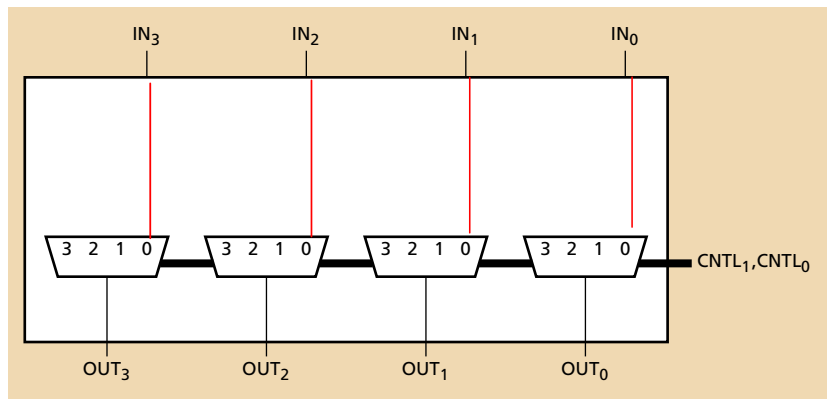 IN₃ IN₂ IN₁ IN₀
3 2 1 0 3 2 1 0 3 2 1 0 3 2 1 0 CNTL₁,CNTL₀
OUT₃ OUT₂ OUT₁ OUT₀